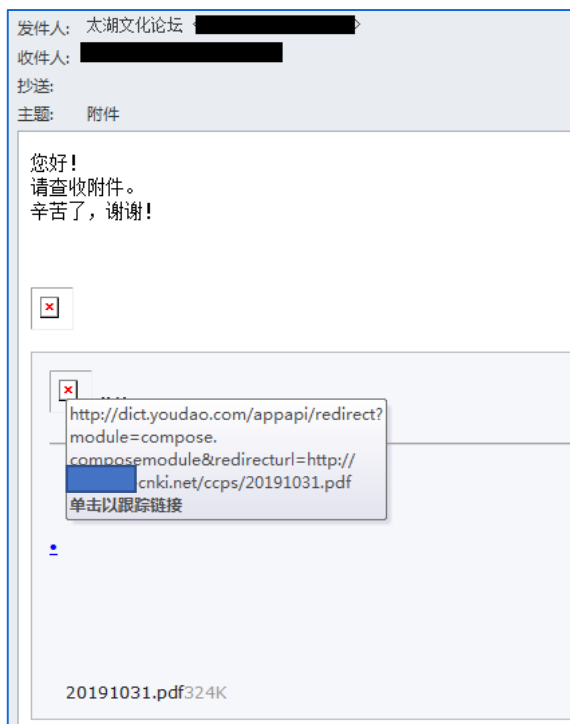 发件人: 太湖文化论坛 < >
收件人:
抄送:
主题: 附件
您好!
请查收附件。
辛苦了，谢谢!
http://dict.youdao.com/appapi/redirect?
module=compose.
composemodule&redirecturl=http://
cnki.net/ccps/20191031.pdf
单击以跟踪链接
20191031.pdf324K